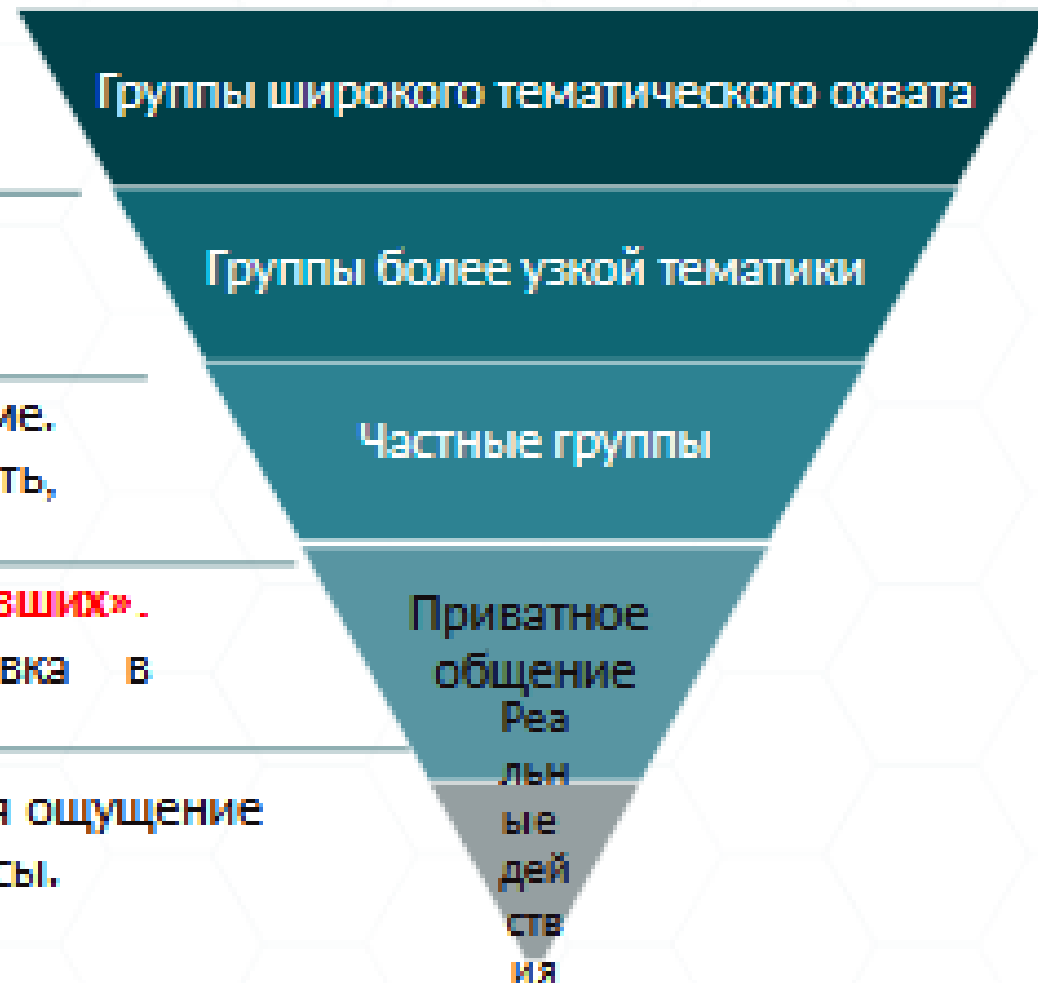 Группы широкого тематического охвата
Группы более узкой тематики
ие.
ть,
Частные группы
вших».
вка в
Приватное
общение
я ощущение
сы.
Реа
льн
ые
дей
ств
ия